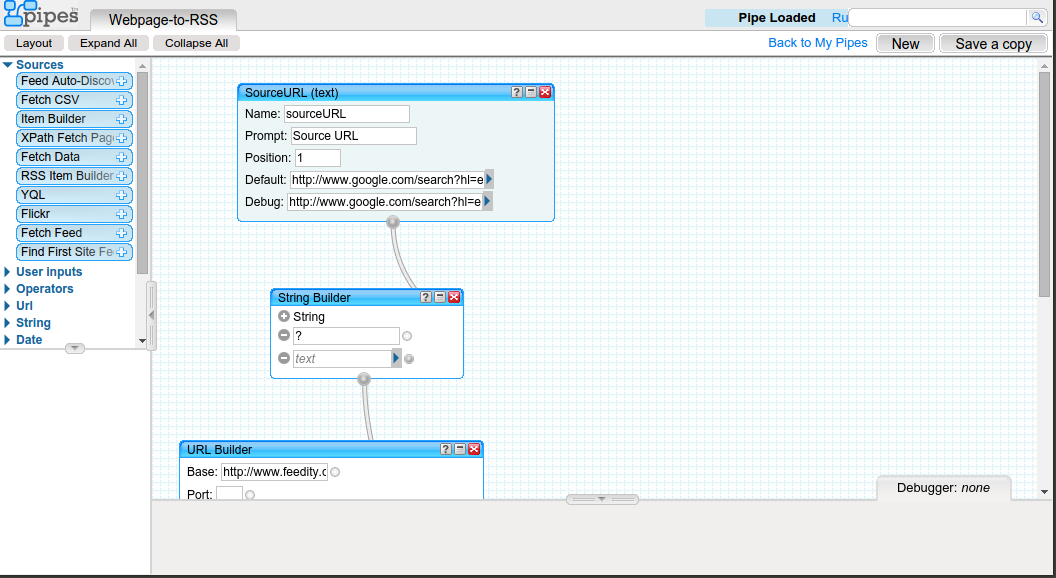 pipes
Webpage-to-RSS
Pipe Loaded Ru
Layout Expand All Collapse All
Back to My Pipes New Save a copy
Sources
Feed Auto-Discov
Fetch CSV
Item Builder
XPath Fetch Page
Fetch Data
RSS Item Builder
YQL
Flickr
Fetch Feed
Find First Site Fe
User inputs
Operators
Url
String
Date
SourceURL (text) ?
Name: sourceURL
Prompt: Source URL
Position: 1
Default: http://www.google.com/search?hl=e
Debug: http://www.google.com/search?hl=e
String Builder ?
String
?
text
URL Builder ?
Base: http://www.feedity.c
Port:
Debugger: none